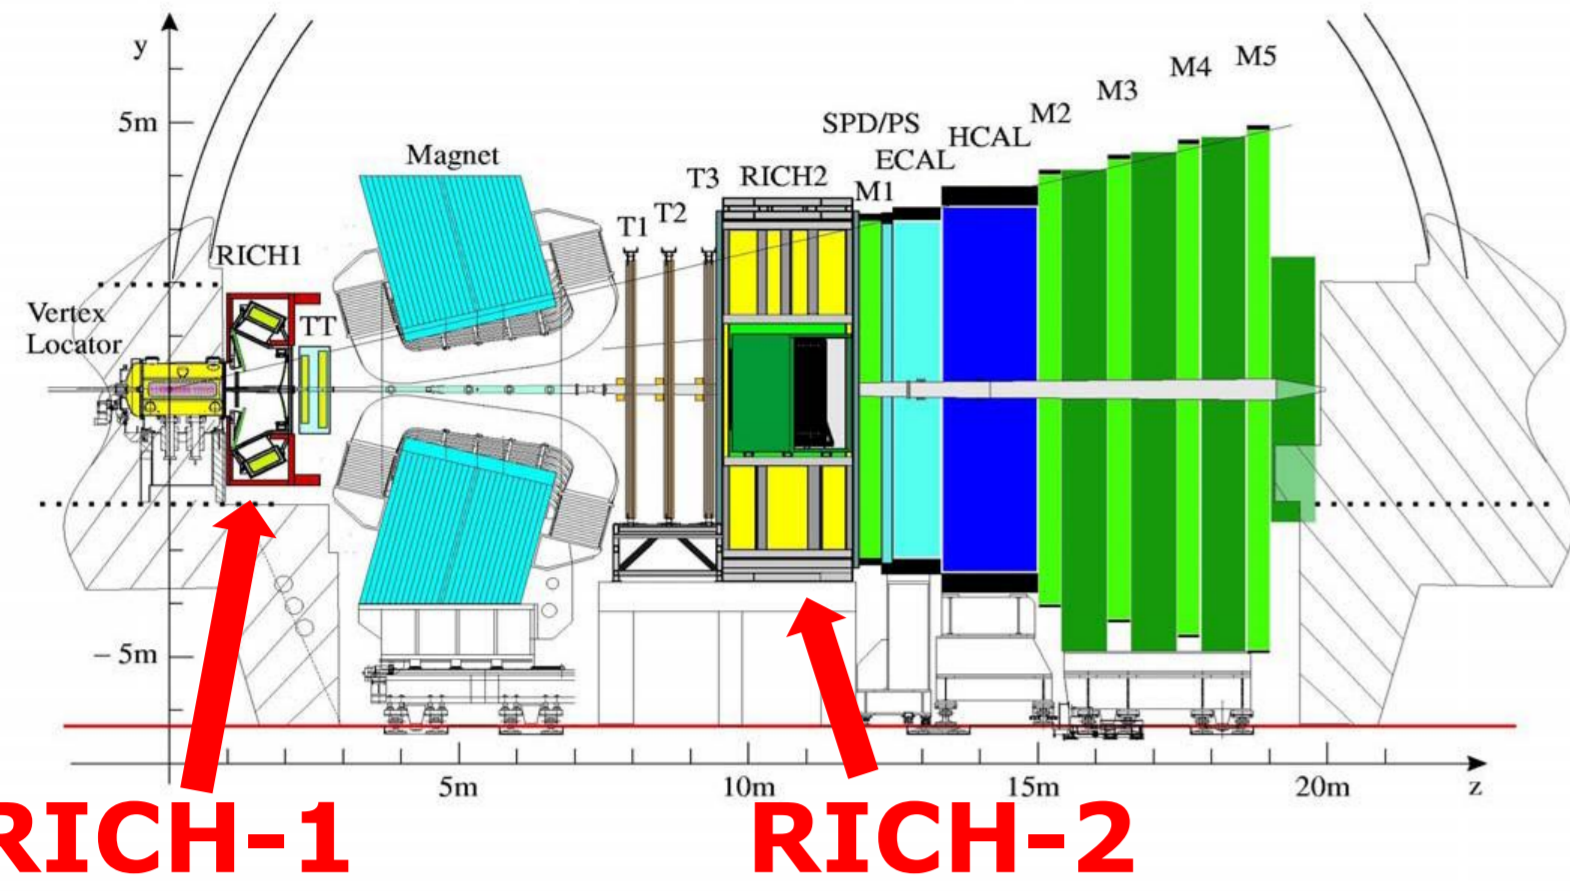 y
5m
Magnet
SPD/PS
ECAL
HCAL
M1
M2
M3
M4
M5
T1
T2
T3
RICH2
RICH1
TT
Vertex
Locator
– 5m
5m
10m
15m
20m
z
RICH-1
RICH-2